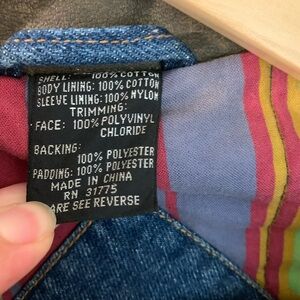 SHELL: 100% COTTON
BODY LINING: 100% COTTON
SLEEVE LINING: 100% NYLON
TRIMMING:
FACE: 100% POLYVINYL
CHLORIDE
BACKING:
100% POLYESTER
PADDING: 100% POLYESTER
MADE IN CHINA
RN 31775
ARE SEE REVERSE